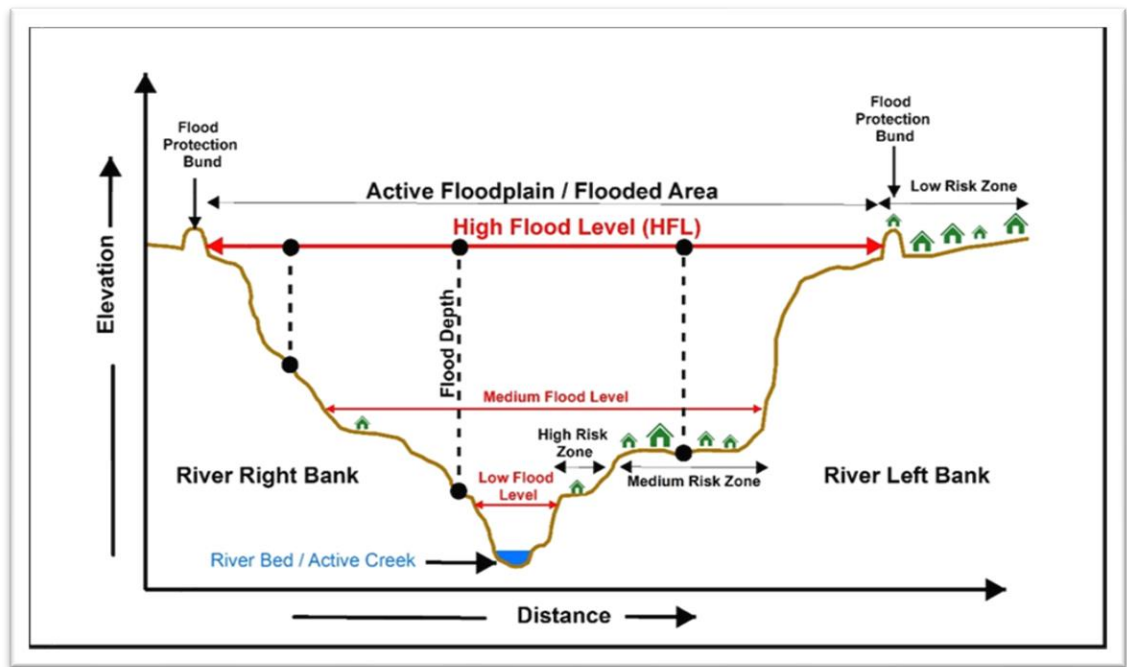 Flood
Protection
Bund
Flood
Protection
Bund
Low Risk Zone
Active Floodplain / Flooded Area
High Flood Level (HFL)
Elevation
Flood Depth
Medium Flood Level
High Risk
Zone
River Right Bank
Low Flood
Level
Medium Risk Zone
River Left Bank
River Bed / Active Creek
Distance